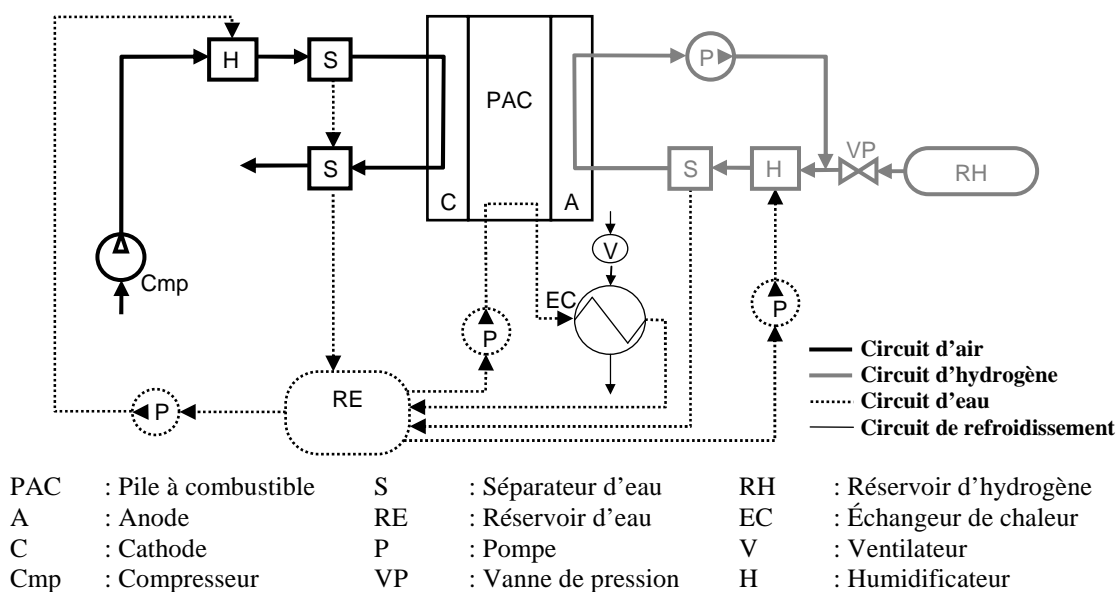 H
S
PAC
P
VP
S
S
H
RH
C
A
Cmp
V
EC
P
P
Circuit d'air
RE
Circuit d'hydrogène
P
Circuit d'eau
Circuit de refroidissement
PAC : Pile à combustible S : Séparateur d'eau RH : Réservoir d'hydrogène
A : Anode RE : Réservoir d'eau EC : Échangeur de chaleur
C : Cathode P : Pompe V : Ventilateur
Cmp : Compresseur VP : Vanne de pression H : Humidificateur